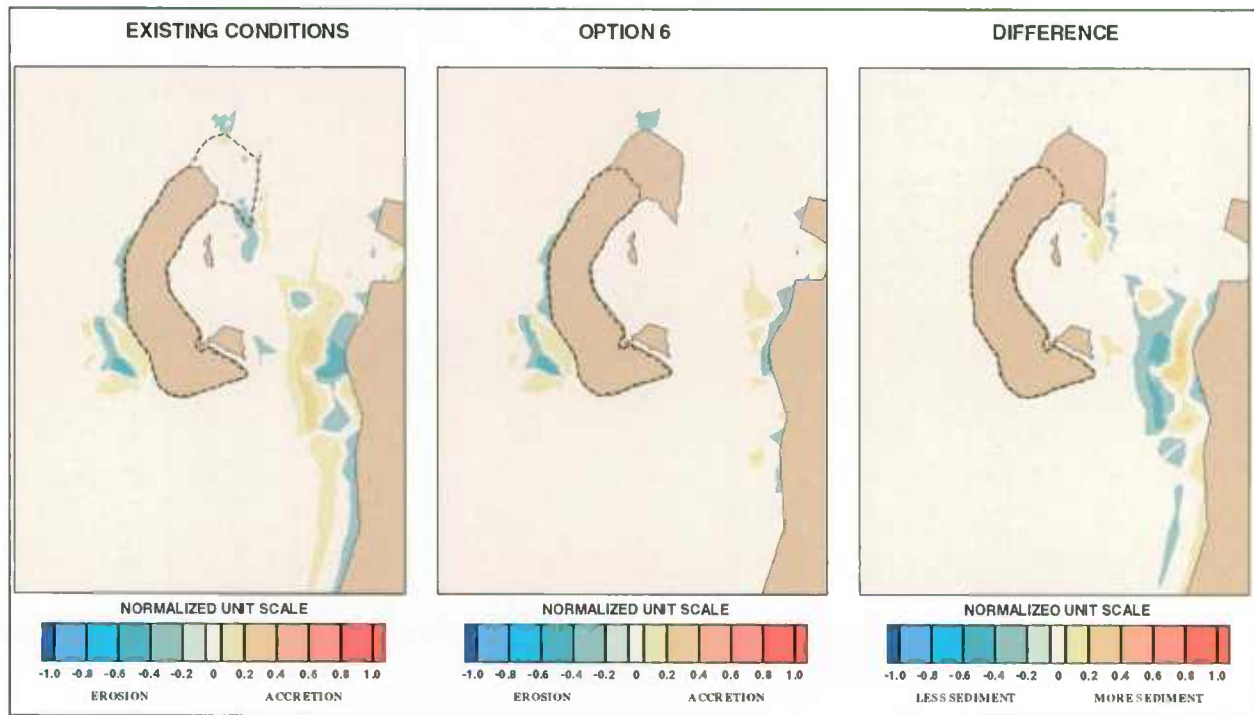 EXISTING CONDITIONS
OPTION 6
DIFFERENCE
NORMALIZED UNIT SCALE
-1.0 -0.8 -0.6 -0.4 -0.2 0 0.2 0.4 0.6 0.8 1.0
EROSION ACCRETION
NORMALIZED UNIT SCALE
-1.0 -0.8 -0.6 -0.4 -0.2 0 0.2 0.4 0.6 0.8 1.0
EROSION ACCRETION
NORMALIZEO UNIT SCALE
-1.0 -0.8 -0.6 -0.4 -0.2 0 0.2 0.4 0.6 0.8 1.0
LESS SEDIMENT MORE SEDIMENT